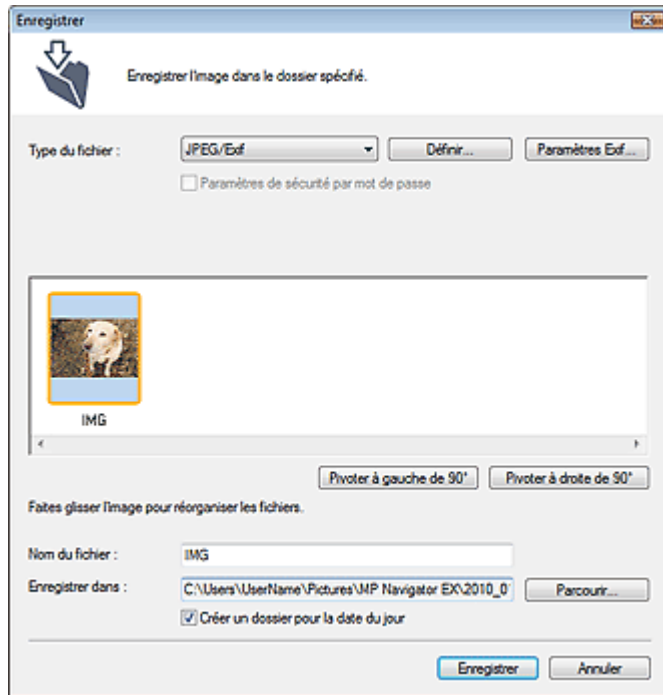 Enregistrer
Enregistrer l'image dans le dossier spécifié.
Type du fichier :
JPEG/Exif
Définir...
Paramètres Exif...
Paramètres de sécurité par mot de passe
IMG
Pivoter à gauche de 90°
Pivoter à droite de 90°
Faites glisser l'image pour réorganiser les fichiers.
Nom du fichier :
IMG
Enregistrer dans :
C:\Users\UserName\Pictures\MP Navigator EX\2010_0
Parcourir...
Créer un dossier pour la date du jour
Enregistrer
Annuler